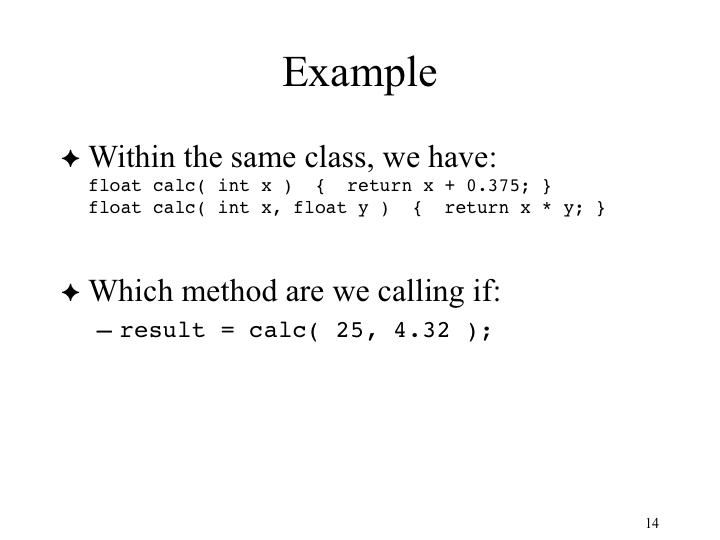 Example
✦ Within the same class, we have:
float calc( int x )  {  return x + 0.375; }
float calc( int x, float y )  {  return x * y; }
✦ Which method are we calling if:
– result = calc( 25, 4.32 );
14